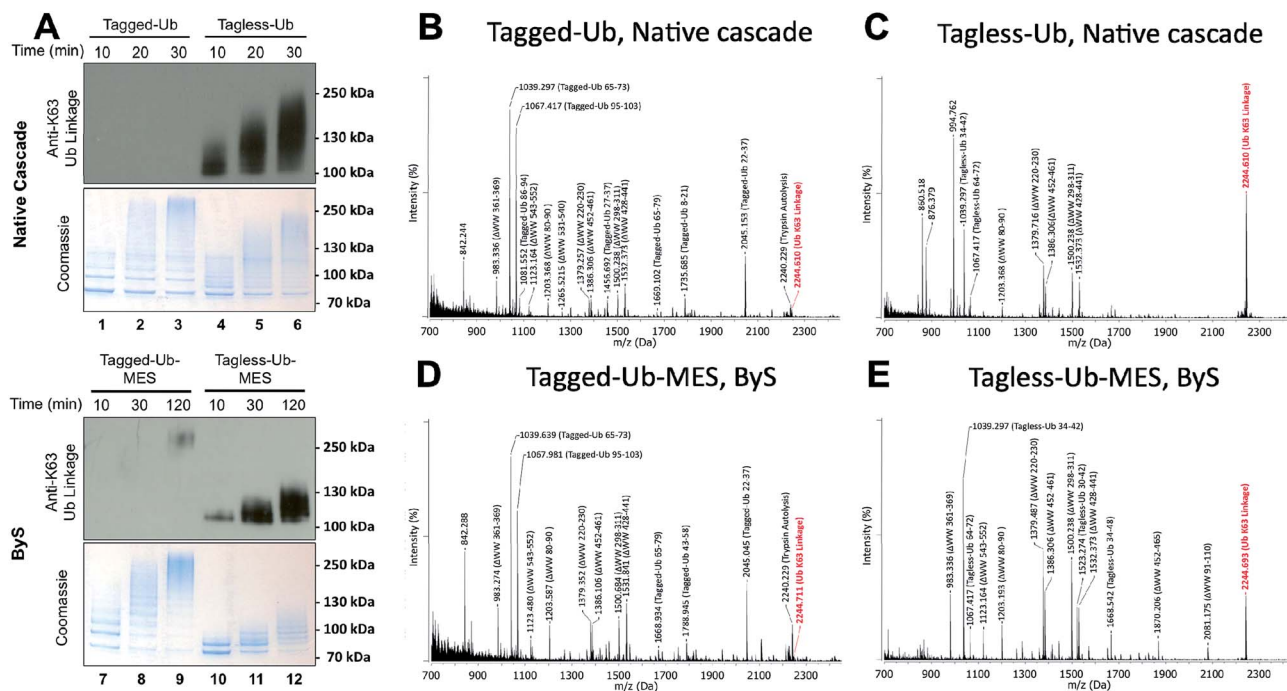 A
Tagged-Ub Tagless-Ub
Time (min) 10 20 30 10 20 30
Native Cascade
Anti-K63
Ub Linkage
- 250 kDa
- 130 kDa
- 100 kDa
Coomassie
- 250 kDa
- 130 kDa
- 100 kDa
- 70 kDa
1 2 3 4 5 6
Tagged-Ub-
MES
Tagless-Ub-
MES
Time (min) 10 30 120 10 30 120
ByS
Anti-K63
Ub Linkage
- 250 kDa
- 130 kDa
- 100 kDa
Coomassie
- 250 kDa
- 130 kDa
- 100 kDa
- 70 kDa
7 8 9 10 11 12
B
Tagged-Ub, Native cascade
Intensity (%)
842.244
983.336 (ΔWW 361-369)
1039.297 (Tagged-Ub 65-73)
1067.417 (Tagged-Ub 95-103)
1081.552 (Tagged-Ub 86-94)
1123.164 (ΔWW 543-552)
1203.368 (ΔWW 80-90 )
1265.5215 (ΔWW 531-540)
1379.257 (ΔWW 220-230)
1386.306 (ΔWW 452-461)
1455.692 (Tagged-Ub 27-37)
1500.238 (ΔWW 298-311)
1532.373 (ΔWW 428-441)
1669.102 (Tagged-Ub 65-79)
1735.685 (Tagged-Ub 8-21)
2045.153 (Tagged-Ub 22-37)
2240.229 (Trypsin Autolysis)
2244.610 (Ub K63 Linkage)
700 900 1100 1300 1500 1700 1900 2100 2300
m/z (Da)
C
Tagless-Ub, Native cascade
Intensity (%)
860.518
876.379
994.762
1039.297 (Tagless-Ub 34-42)
1067.417 (Tagless-Ub 64-72)
1203.368 (ΔWW 80-90 )
1379.716 (ΔWW 220-230)
1386.306(ΔWW 452-461)
1500.238 (ΔWW 298-311)
1532.373 (ΔWW 428-441)
2244.610 (Ub K63 Linkage)
700 900 1100 1300 1500 1700 1900 2100 2300
m/z (Da)
D
Tagged-Ub-MES, ByS
Intensity (%)
842.288
983.274 (ΔWW 361-369)
1039.639 (Tagged-Ub 65-73)
1067.981 (Tagged-Ub 95-103)
1123.480 (ΔWW 543-552)
1203.587 (ΔWW 80-90 )
1379.352 (ΔWW 220-230)
1386.106 (ΔWW 452-461)
1500.684 (ΔWW 298-311)
1531.841 (ΔWW 428-441)
1668.934 (Tagged-Ub 65-79)
1788.945 (Tagged-Ub 43-58]
2045.045 (Tagged-Ub 22-37)
2240.229 (Trypsin Autolysis)
2244.711 (Ub K63 Linkage)
700 900 1100 1300 1500 1700 1900 2100 2300
m/z (Da)
E
Tagless-Ub-MES, ByS
Intensity (%)
983.336 (ΔWW 361-369)
1039.297 (Tagless-Ub 34-42)
1067.417 (Tagless-Ub 64-72)
1123.164 (ΔWW 543-552)
1203.193 (ΔWW 80-90 )
1379.487 (ΔWW 220-230)
1386.306 (ΔWW 452-461)
1500.238 (ΔWW 298-311)
1523.274 (Tagless-Ub 30-42)
1532.373 (ΔWW 428-441)
1668.542 (Tagless-Ub 34-48)
1870.206 (ΔWW 452-465)
2081.175 (ΔWW 91-110)
2244.693 (Ub K63 Linkage)
700 900 1100 1300 1500 1700 1900 2100 2300
m/z (Da)